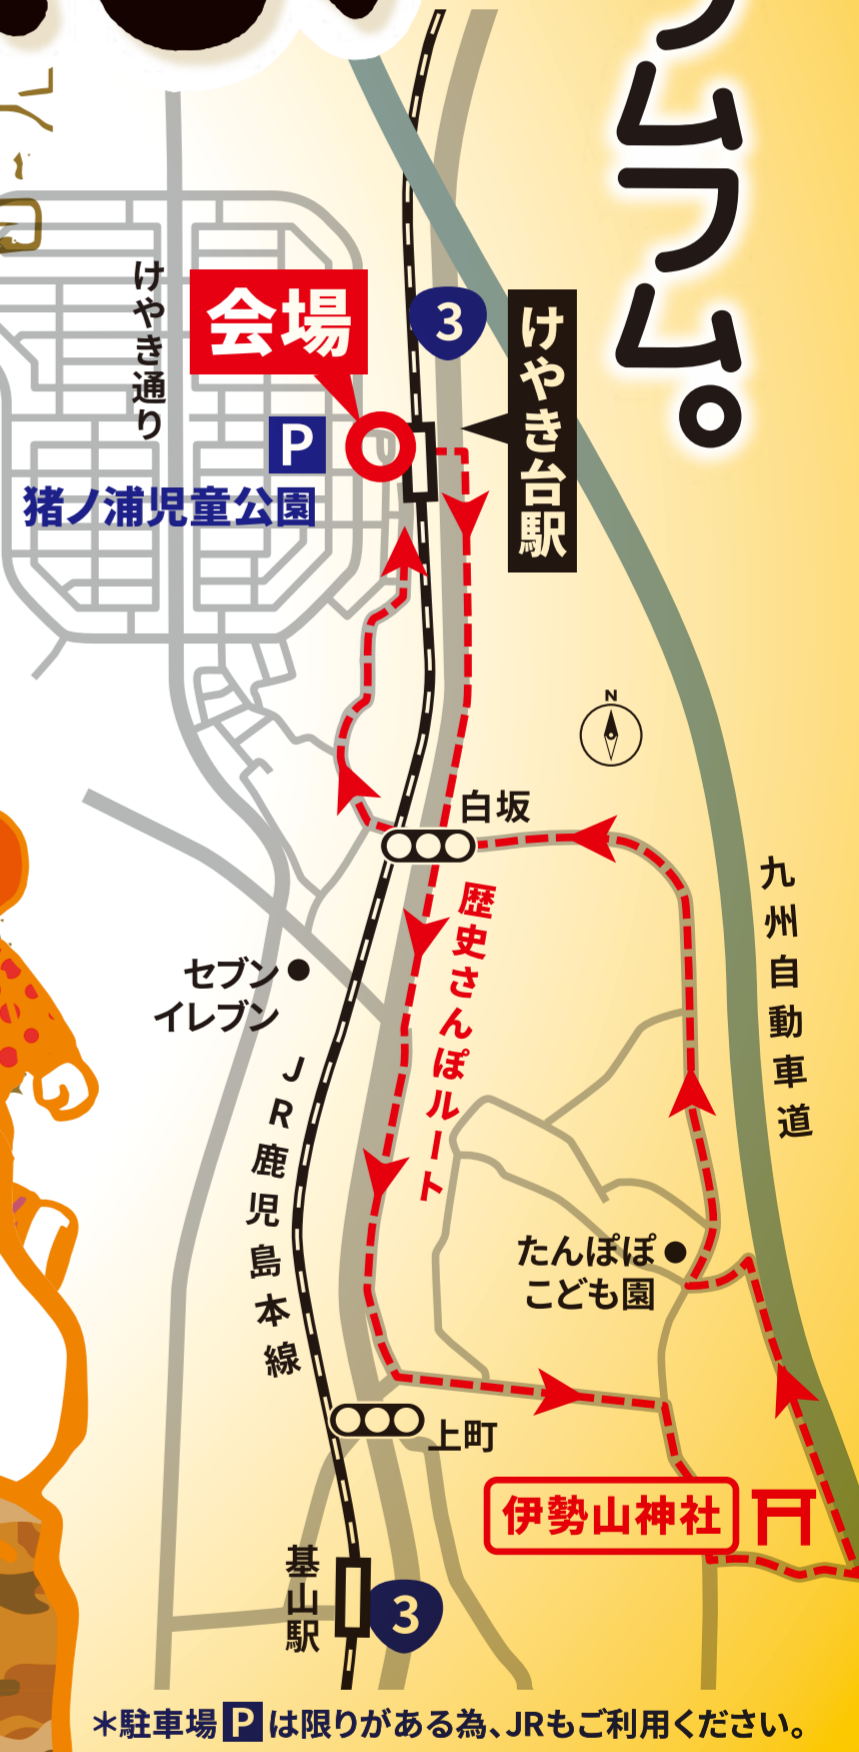 ムフム。
けやき通り
会場
3
けやき台駅
P
猪ノ浦児童公園
N
白坂
九州自動車道
歴史さんぽルート
セブン
イレブン
JR鹿児島本線
たんぽぽ
こども園
上町
伊勢山神社
基山駅
3
＊駐車場Pは限りがある為、JRもご利用ください。